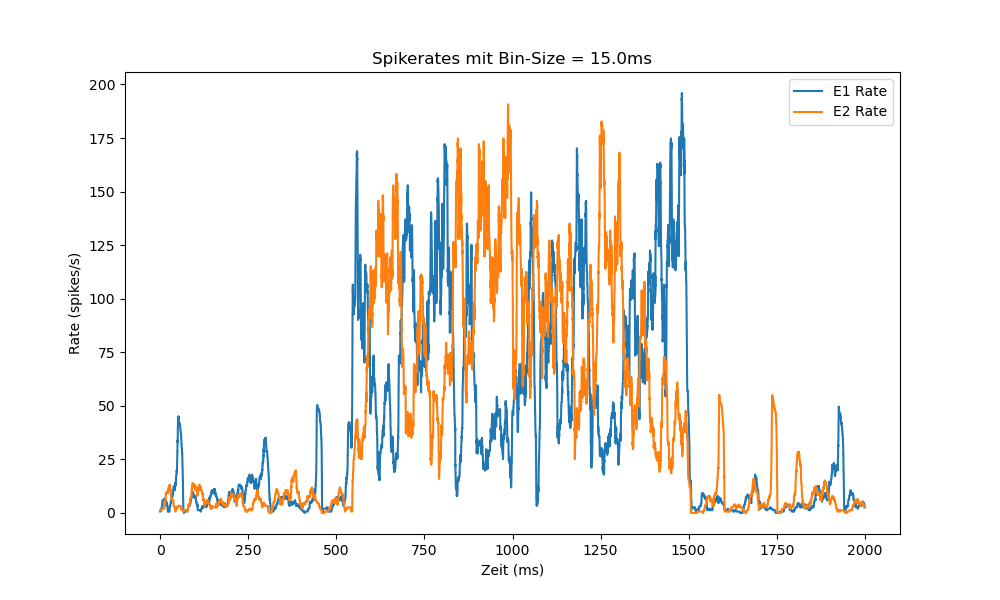 Spikerates mit Bin-Size = 15.0ms
E1 Rate
E2 Rate
200
175
150
125
100
75
50
25
0
Rate (spikes/s)
0 250 500 750 1000 1250 1500 1750 2000
Zeit (ms)